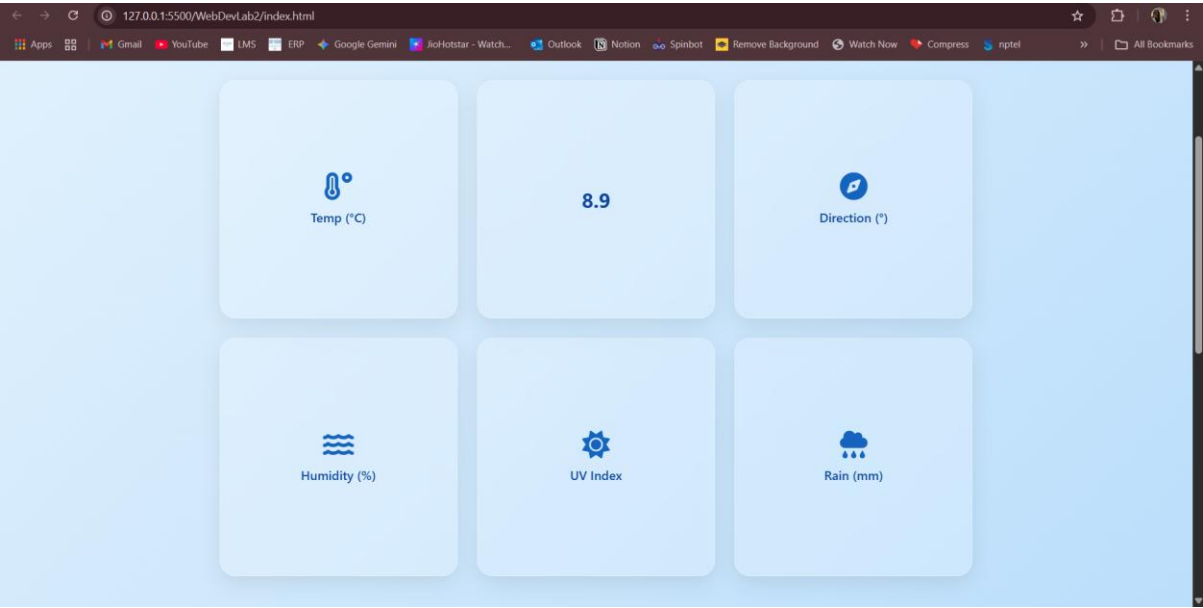 127.0.0.1:5500/WebDevLab2/index.html
Apps Gmail YouTube LMS ERP Google Gemini JioHotstar - Watch... Outlook Notion Spinbot Remove Background Watch Now Compress nptel » All Bookmarks
Temp (°C) 8.9 Direction (°)
Humidity (%) UV Index Rain (mm)